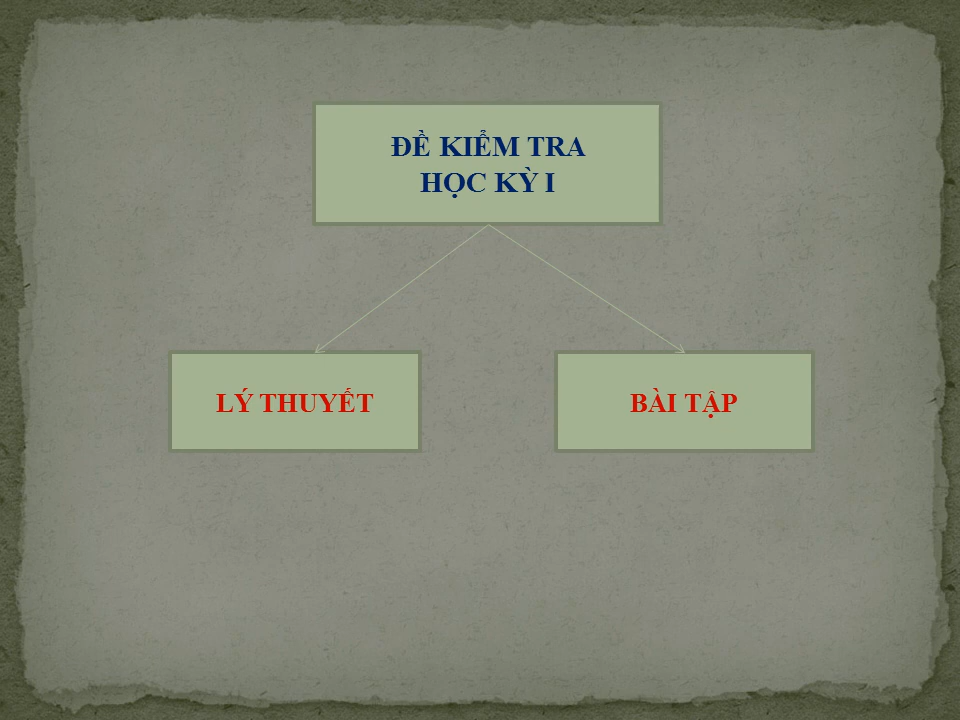 ĐỀ KIỂM TRA
HỌC KỲ I
LÝ THUYẾT
BÀI TẬP